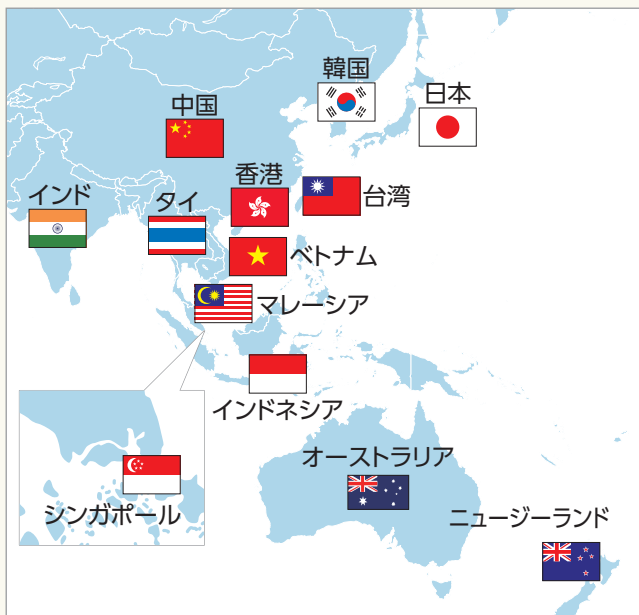 韓国
日本
中国
香港
台湾
インド
タイ
ベトナム
マレーシア
インドネシア
シンガポール
オーストラリア
ニュージーランド